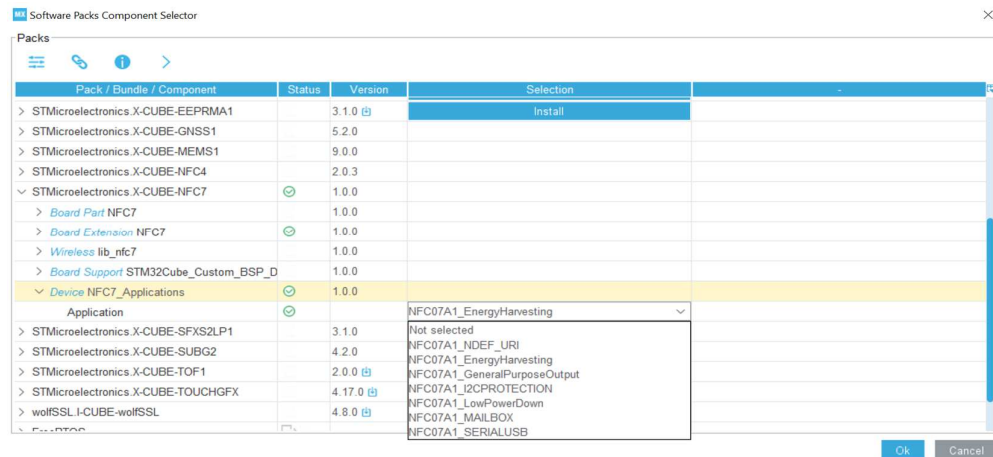 MX Software Packs Component Selector
Packs
Pack / Bundle / Component Status Version Selection -
> STMicroelectronics.X-CUBE-EEPRMA1 3.1.0 Install
> STMicroelectronics.X-CUBE-GNSS1 5.2.0
> STMicroelectronics.X-CUBE-MEMS1 9.0.0
> STMicroelectronics.X-CUBE-NFC4 2.0.3
STMicroelectronics.X-CUBE-NFC7 1.0.0
> Board Part NFC7 1.0.0
> Board Extension NFC7 1.0.0
> Wireless lib_nfc7 1.0.0
> Board Support STM32Cube_Custom_BSP_D 1.0.0
Device NFC7_Applications 1.0.0
Application NFC07A1_EnergyHarvesting
> STMicroelectronics.X-CUBE-SFXS2LP1 3.1.0 Not selected
NFC07A1_NDEF_URI
> STMicroelectronics.X-CUBE-SUBG2 4.2.0 NFC07A1_EnergyHarvesting
> STMicroelectronics.X-CUBE-TOF1 2.0.0 NFC07A1_GeneralPurposeOutput
> STMicroelectronics.X-CUBE-TOUCHGFX 4.17.0 NFC07A1_I2CPROTECTION
NFC07A1_LowPowerDown
> wolfSSL.I-CUBE-wolfSSL 4.8.0 NFC07A1_MAILBOX
NFC07A1_SERIALUSB
Ok Cancel